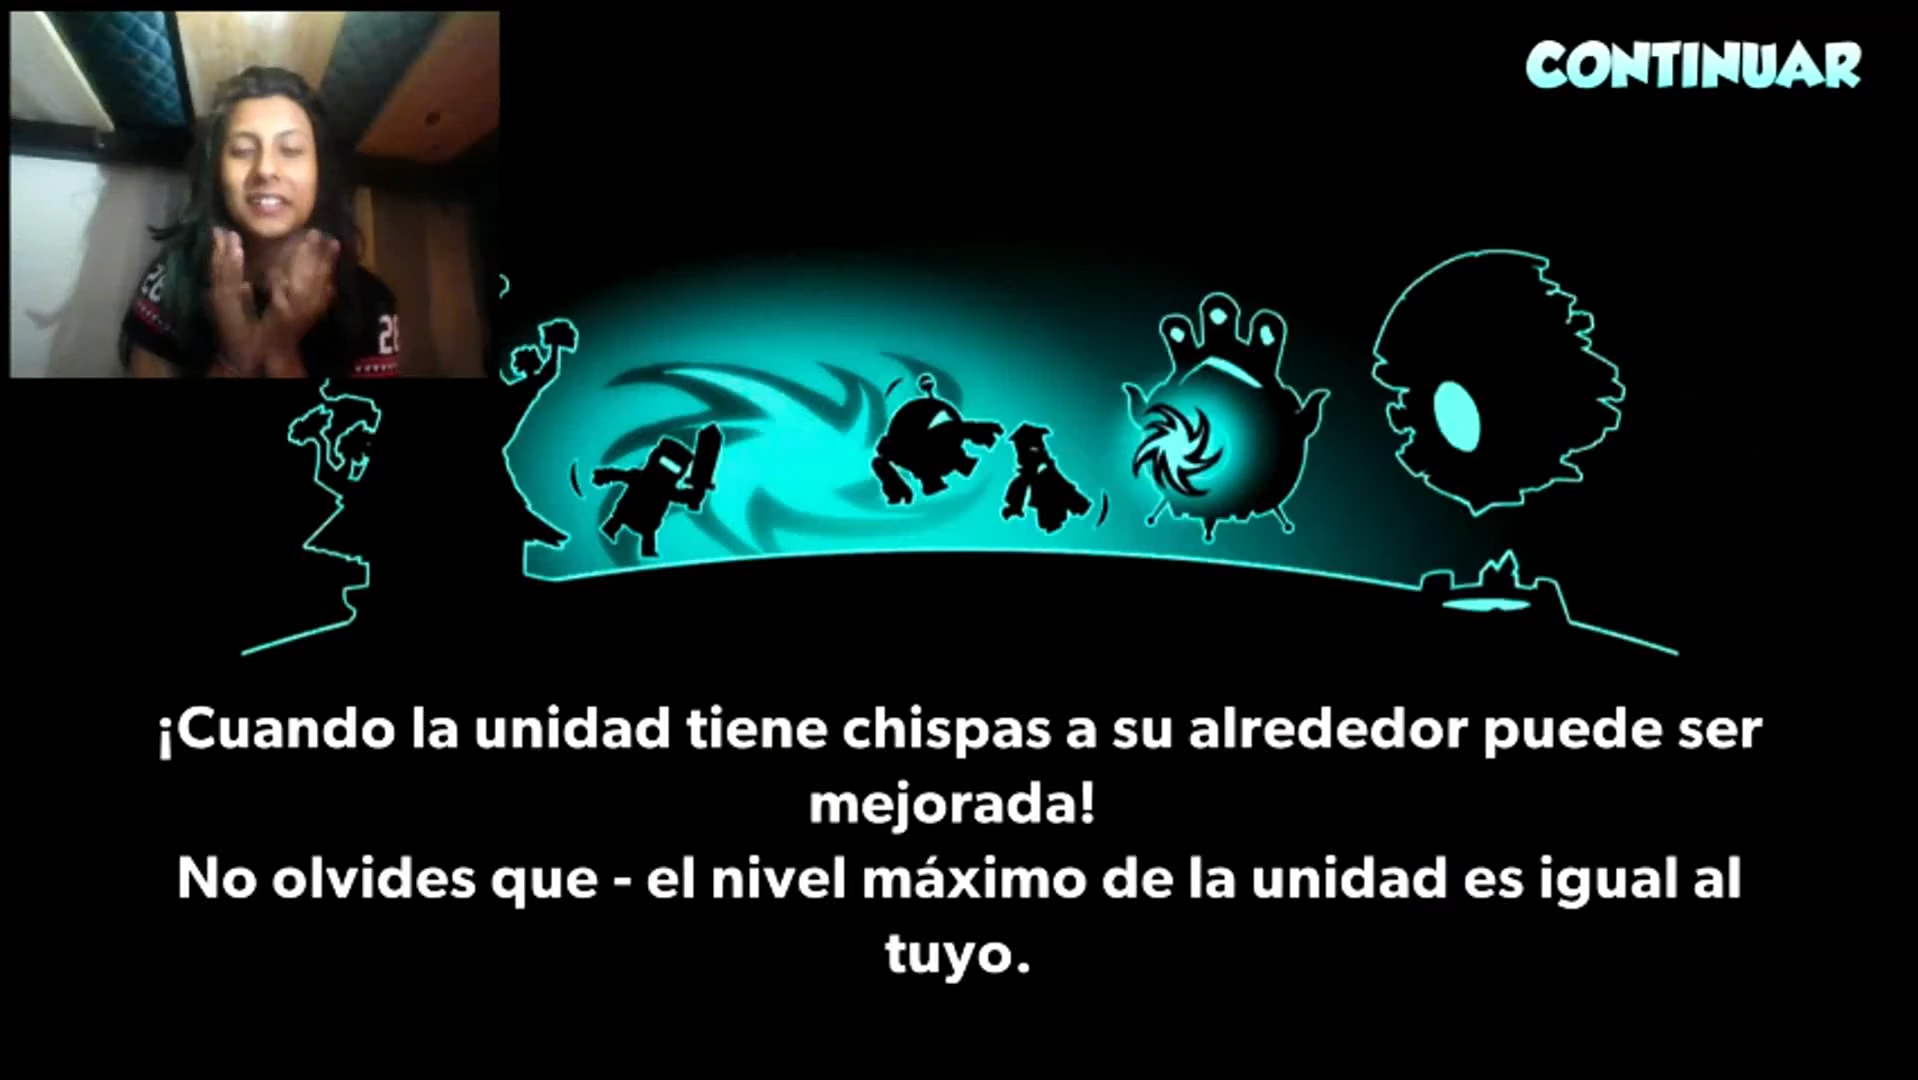 CONTINUAR
28
¡Cuando la unidad tiene chispas a su alrededor puede ser
mejorada!
No olvides que - el nivel máximo de la unidad es igual al
tuyo.